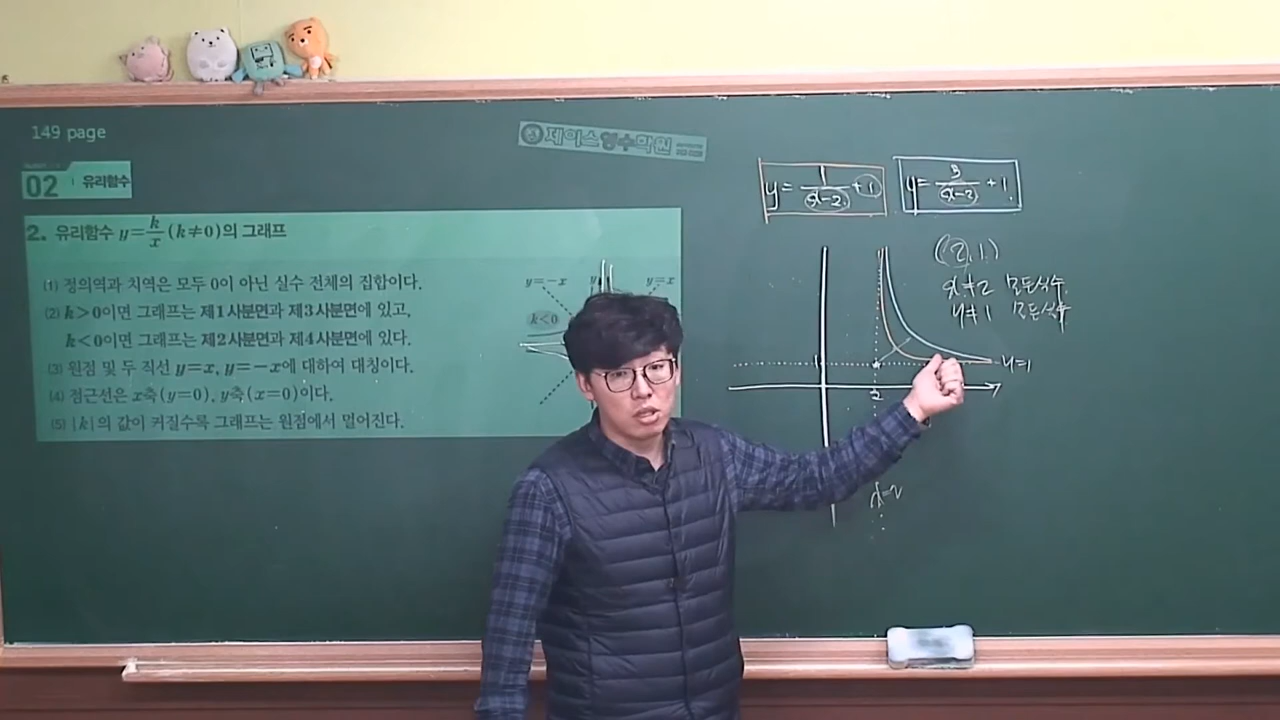 149 page
제이스영수학원
02 유리함수
2. 유리함수 y=k/x (k≠0)의 그래프
(1) 정의역과 치역은 모두 0이 아닌 실수 전체의 집합이다.
(2) k>0이면 그래프는 제1사분면과 제3사분면에 있고,
k<0이면 그래프는 제2사분면과 제4사분면에 있다.
(3) 원점 및 두 직선 y=x, y=-x에 대하여 대칭이다.
(4) 점근선은 x축(y=0), y축(x=0)이다.
(5) |k|의 값이 커질수록 그래프는 원점에서 멀어진다.
y=-x
y
y=x
k<0
y=1/(x-2)+1
y=3/(x-2)+1
(2,1)
x≠2 모든실수
y≠1 모든실수
1
y=1
2
x=2